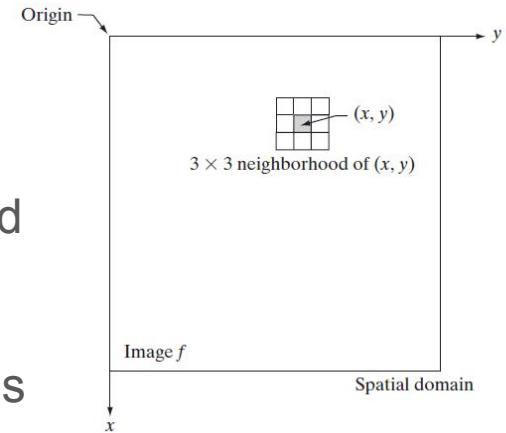 Origin
y
(x, y)
3 × 3 neighborhood of (x, y)
d
Image f
s
Spatial domain
x